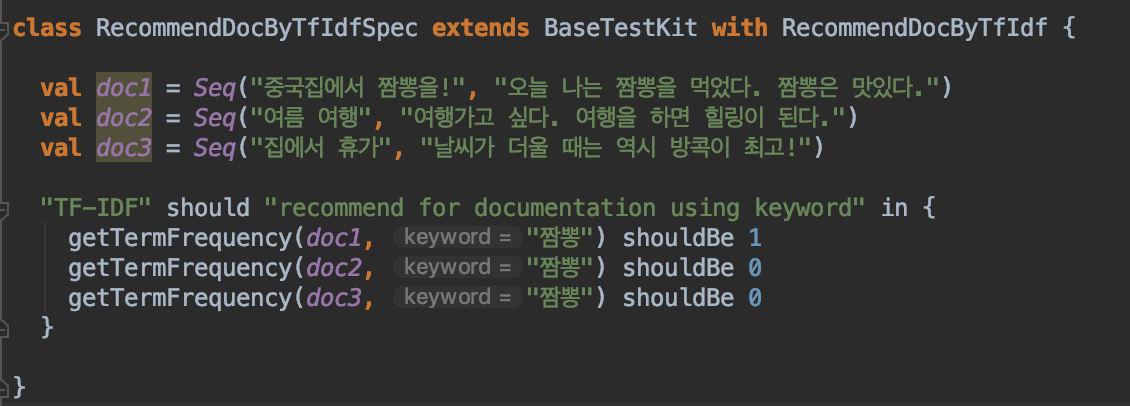 class RecommendDocByTfIdfSpec extends BaseTestKit with RecommendDocByTfIdf {
val doc1 = Seq("중국집에서 짬뽕을!", "오늘 나는 짬뽕을 먹었다. 짬뽕은 맛있다.")
val doc2 = Seq("여름 여행", "여행가고 싶다. 여행을 하면 힐링이 된다.")
val doc3 = Seq("집에서 휴가", "날씨가 더울 때는 역시 방콕이 최고!")
"TF-IDF" should "recommend for documentation using keyword" in {
getTermFrequency(doc1, keyword = "짬뽕") shouldBe 1
getTermFrequency(doc2, keyword = "짬뽕") shouldBe 0
getTermFrequency(doc3, keyword = "짬뽕") shouldBe 0
}
}